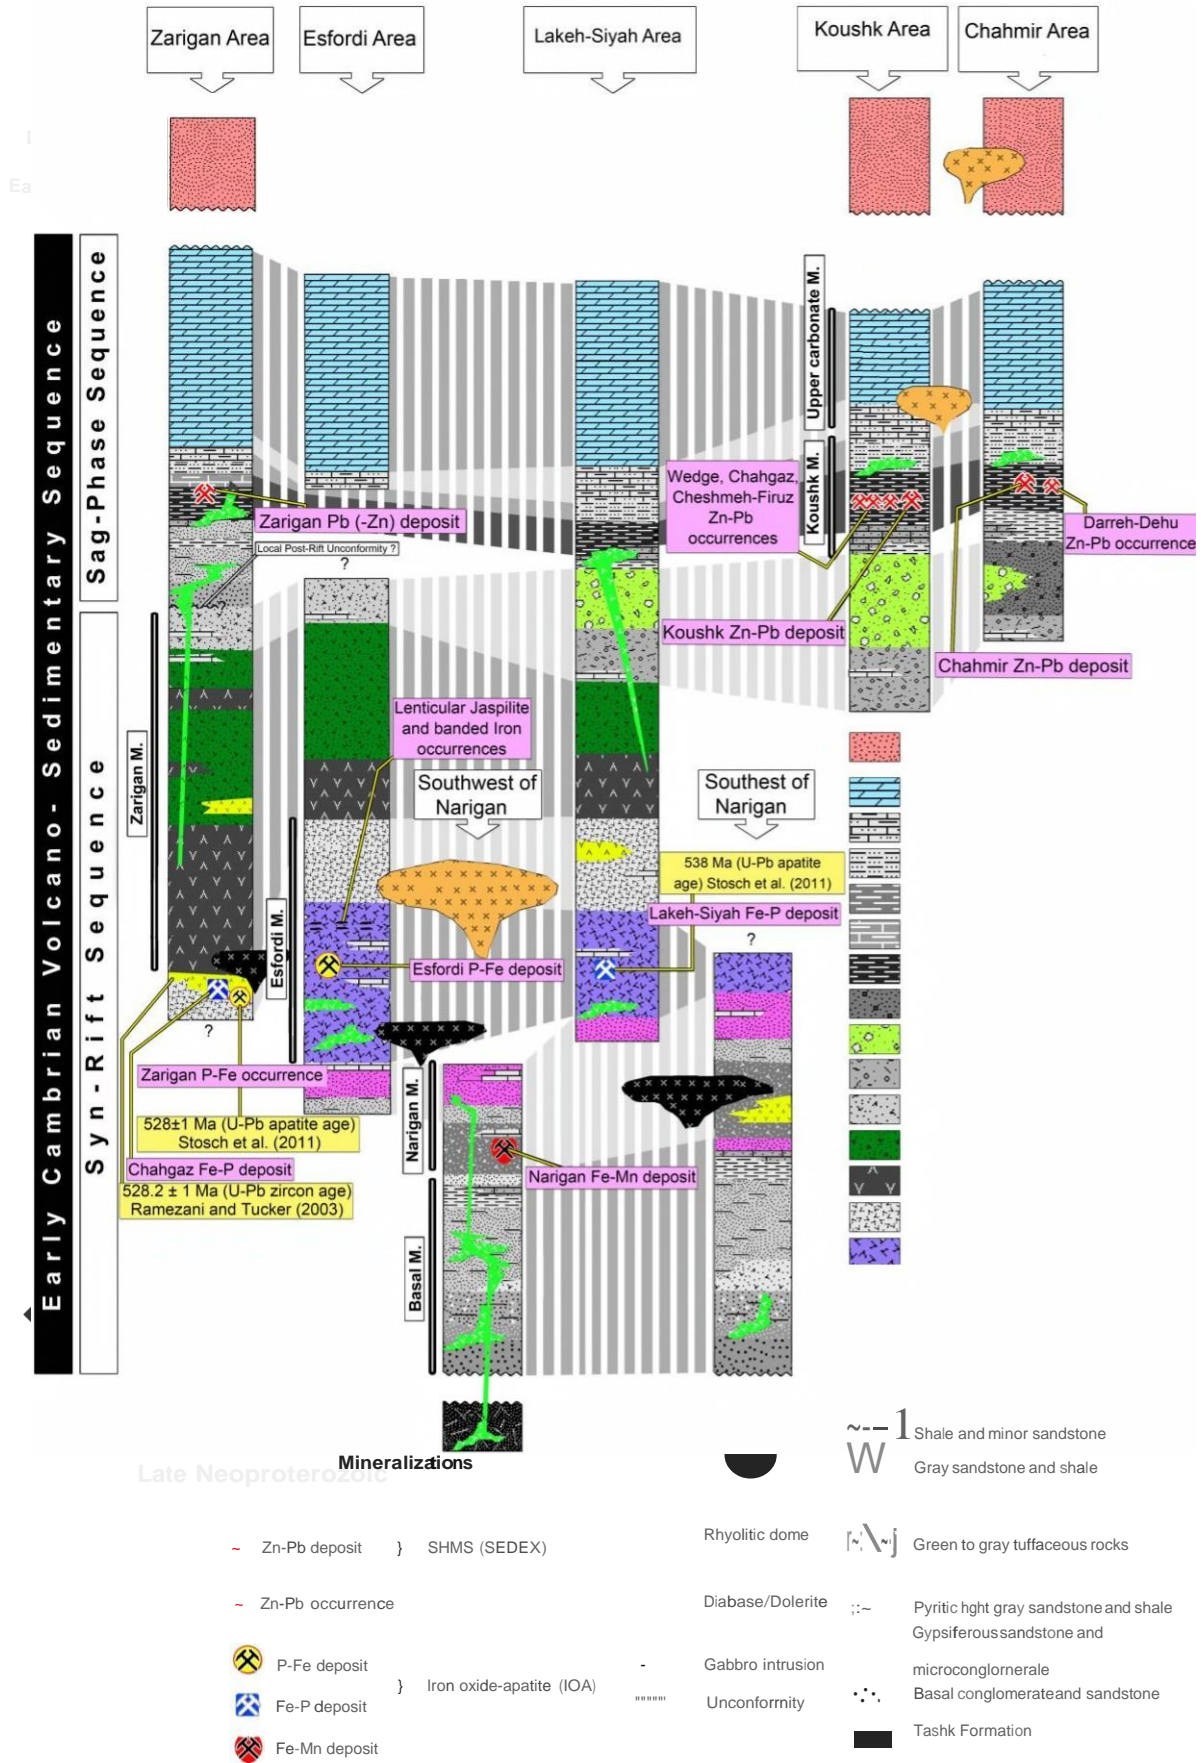 Zarigan Area
Esfordi Area
Lakeh-Siyah Area
Koushk Area
Chahmir Area
Ea
Early Cambrian Volcano- Sedimentary Sequence
Sag-Phase Sequence
Syn-Rift Sequence
Upper carbonate M.
Koushk M.
Wedge, Chahgaz,
Cheshmeh-Firuz
Zn-Pb
occurrences
Zarigan Pb (-Zn) deposit
Local Post-Rift Unconformity ?
?
?
Darreh-Dehu
Zn-Pb occurrence
Koushk Zn-Pb deposit
Chahmir Zn-Pb deposit
Zarigan M.
Lenticular Jaspilite
and banded Iron
occurrences
Southwest of
Narigan
Southest of
Narigan
538 Ma (U-Pb apatite
age) Stosch et al. (2011)
Lakeh-Siyah Fe-P deposit
?
Esfordi M.
Esfordi P-Fe deposit
?
Zarigan P-Fe occurrence
528±1 Ma (U-Pb apatite age)
Stosch et al. (2011)
Chahgaz Fe-P deposit
528.2 ± 1 Ma (U-Pb zircon age)
Ramezani and Tucker (2003)
Narigan M.
Narigan Fe-Mn deposit
Basal M.
Late Neoproterozoic
Mineralizations
~ Zn-Pb deposit } SHMS (SEDEX)
~ Zn-Pb occurrence
P-Fe deposit
} Iron oxide-apatite (IOA)
Fe-P deposit
Fe-Mn deposit
Rhyolitic dome
Diabase/Dolerite
- Gabbro intrusion
""""" Unconforrnity
~-–1 Shale and minor sandstone
W Gray sandstone and shale
Green to gray tuffaceous rocks
;:~ Pyritic hght gray sandstone and shale
Gypsiferous sandstone and
microconglornerale
Basal conglomerate and sandstone
Tashk Formation